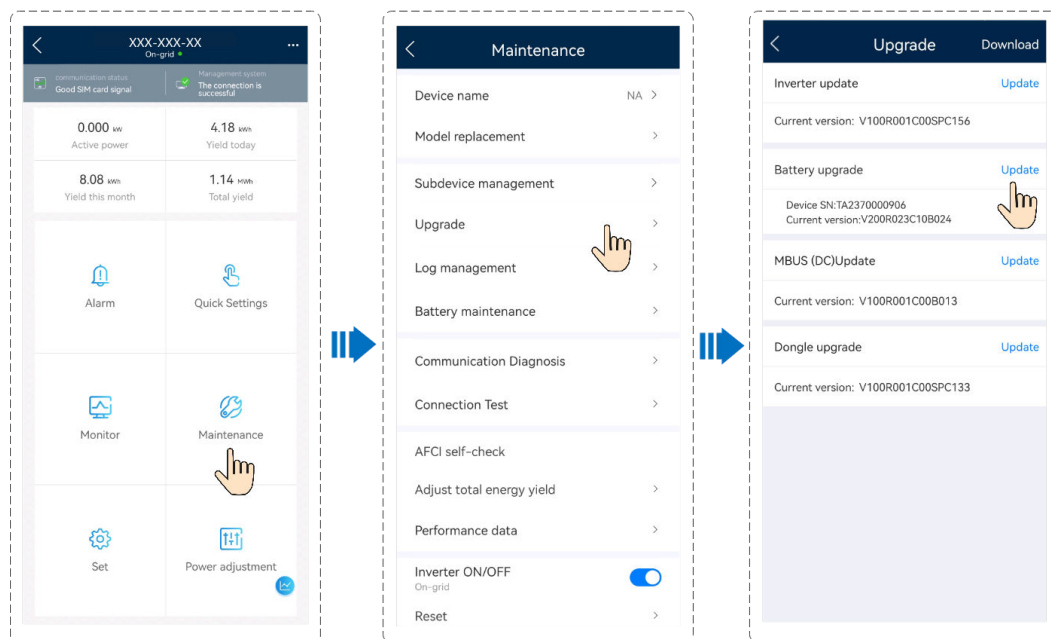 XXX-XXX-XX
On-grid
communication status
Good SIM card signal
Management system
The connection is
successful
0.000 kW
Active power
4.18 kWh
Yield today
8.08 kWh
Yield this month
1.14 MWh
Total yield
Alarm
Quick Settings
Monitor
Maintenance
Set
Power adjustment
Maintenance
Device name NA
Model replacement
Subdevice management
Upgrade
Log management
Battery maintenance
Communication Diagnosis
Connection Test
AFCI self-check
Adjust total energy yield
Performance data
Inverter ON/OFF
On-grid
Reset
Upgrade Download
Inverter update Update
Current version: V100R001C00SPC156
Battery upgrade Update
Device SN:TA2370000906
Current version:V200R023C10B024
MBUS (DC)Update Update
Current version: V100R001C00B013
Dongle upgrade Update
Current version: V100R001C00SPC133